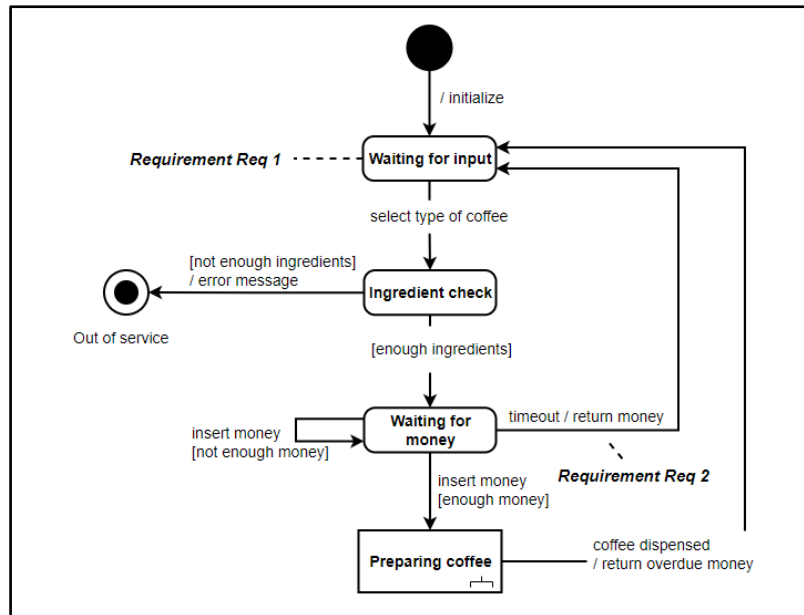 / initialize
Requirement Req 1
Waiting for input
select type of coffee
[not enough ingredients]
/ error message
Ingredient check
Out of service
[enough ingredients]
insert money
[not enough money]
Waiting for
money
timeout / return money
Requirement Req 2
insert money
[enough money]
Preparing coffee
coffee dispensed
/ return overdue money